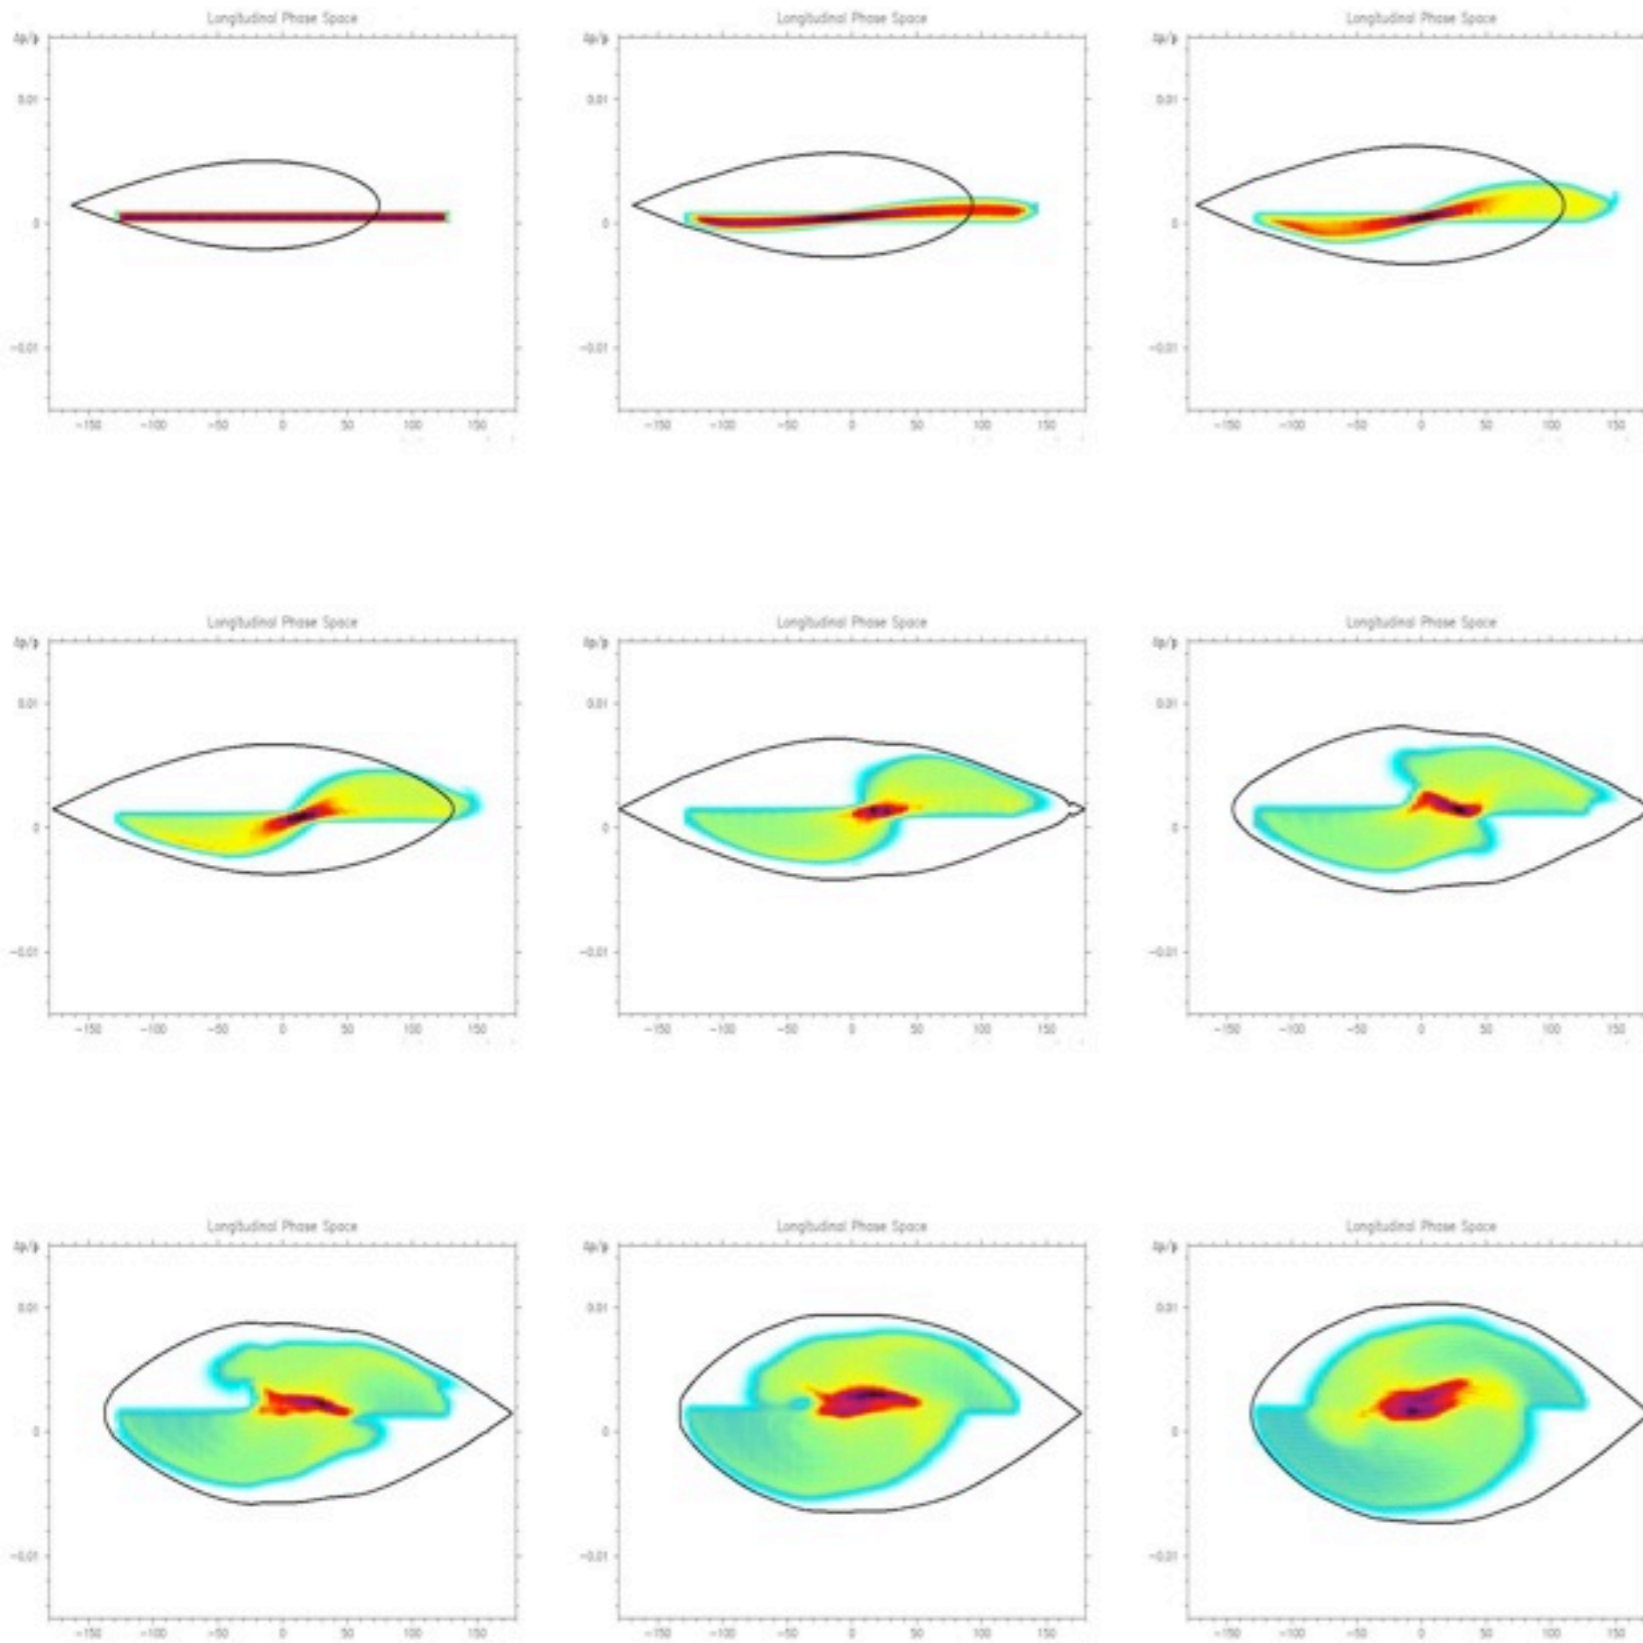 Longitudinal Phase Space Longitudinal Phase Space Longitudinal Phase Space
Δp/p Δp/p Δp/p
0.01 0.01 0.01
0 0 0
-0.01 -0.01 -0.01
-150 -100 -50 0 50 100 150 -150 -100 -50 0 50 100 150 -150 -100 -50 0 50 100 150
Longitudinal Phase Space Longitudinal Phase Space Longitudinal Phase Space
Δp/p Δp/p Δp/p
0.01 0.01 0.01
0 0 0
-0.01 -0.01 -0.01
-150 -100 -50 0 50 100 150 -150 -100 -50 0 50 100 150 -150 -100 -50 0 50 100 150
Longitudinal Phase Space Longitudinal Phase Space Longitudinal Phase Space
Δp/p Δp/p Δp/p
0.01 0.01 0.01
0 0 0
-0.01 -0.01 -0.01
-150 -100 -50 0 50 100 150 -150 -100 -50 0 50 100 150 -150 -100 -50 0 50 100 150